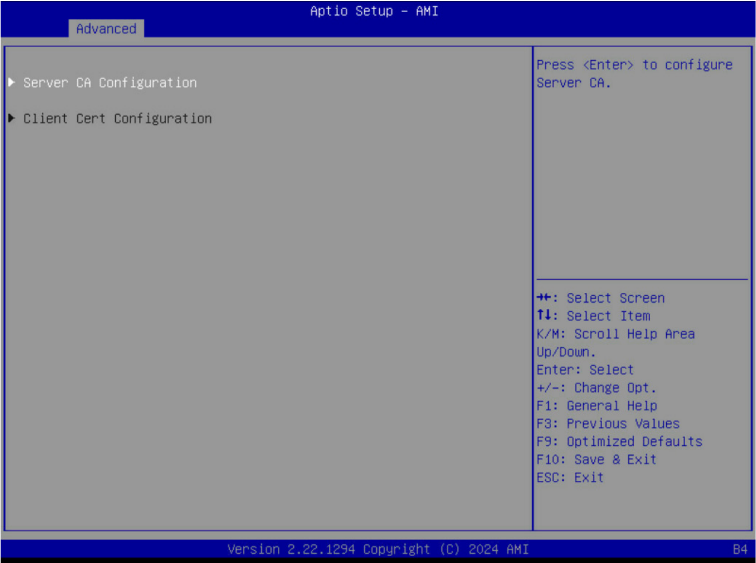 Aptio Setup – AMI
Advanced
▶ Server CA Configuration
▶ Client Cert Configuration
Press <Enter> to configure
Server CA.
→←: Select Screen
↑↓: Select Item
K/M: Scroll Help Area
Up/Down.
Enter: Select
+/-: Change Opt.
F1: General Help
F3: Previous Values
F9: Optimized Defaults
F10: Save & Exit
ESC: Exit
Version 2.22.1294 Copyright (C) 2024 AMI
B4